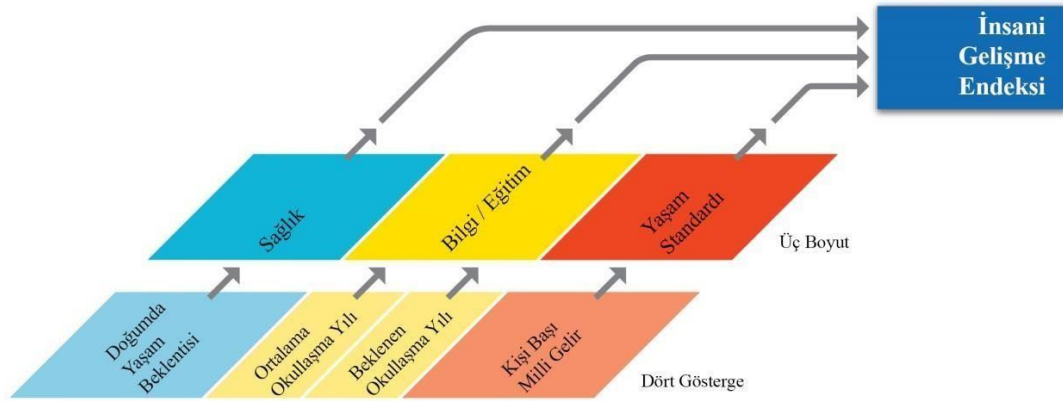 İnsani
Gelişme
Endeksi
Sağlık
Bilgi / Eğitim
Yaşam
Standardı
Üç Boyut
Doğumda
Yaşam
Beklentisi
Ortalama
Okullaşma Yılı
Beklenen
Okullaşma Yılı
Kişi Başı
Milli Gelir
Dört Gösterge